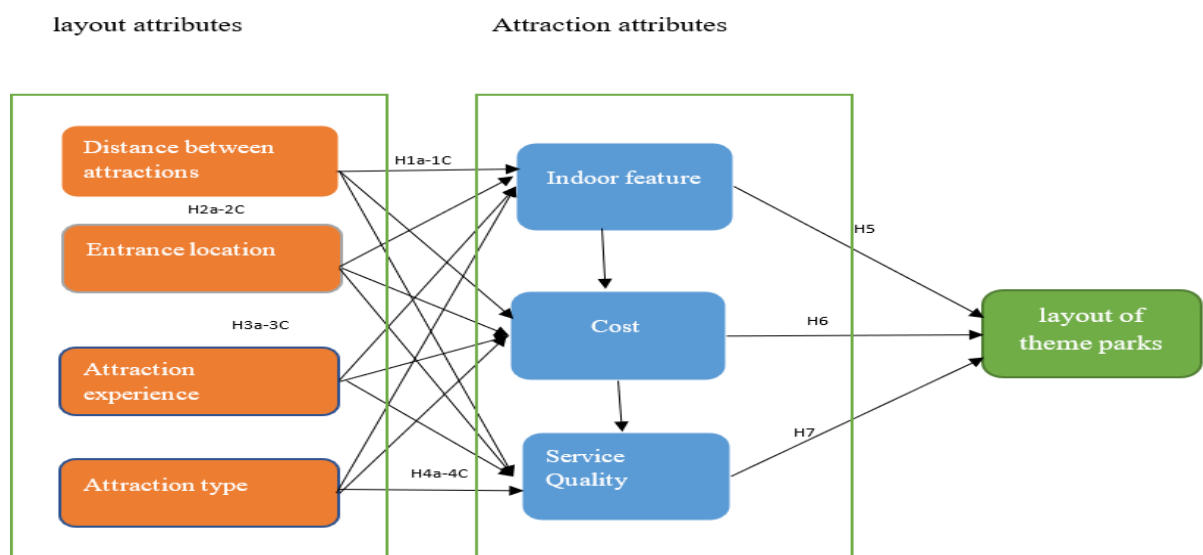 layout attributes
Attraction attributes
Distance between
attractions
H1a-1C
Indoor feature
H2a-2C
Entrance location
H5
H3a-3C
Cost
H6
layout of
theme parks
Attraction
experience
H7
Attraction type
H4a-4C
Service
Quality